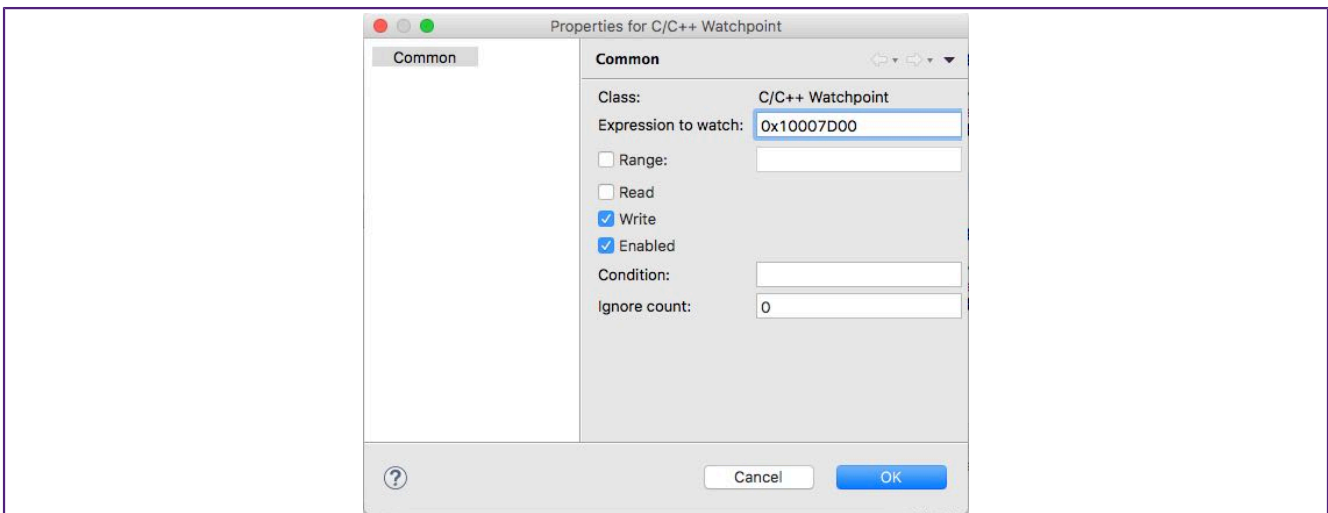 Properties for C/C++ Watchpoint
Common
Common
Class: C/C++ Watchpoint
Expression to watch: 0x10007D00
Range:
Read
Write
Enabled
Condition:
Ignore count: 0
?
Cancel OK